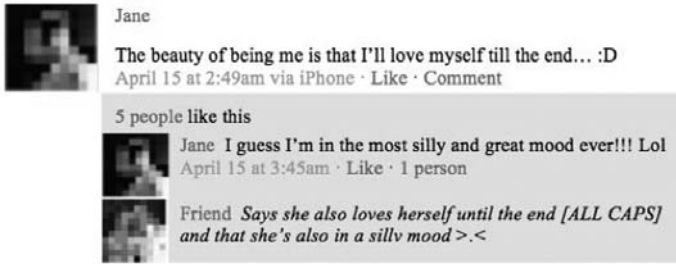 Jane
The beauty of being me is that I'll love myself till the end… :D
April 15 at 2:49am via iPhone · Like · Comment
5 people like this
Jane I guess I'm in the most silly and great mood ever!!! Lol
April 15 at 3:45am · Like · 1 person
Friend Says she also loves herself until the end [ALL CAPS]
and that she's also in a silly mood >.<